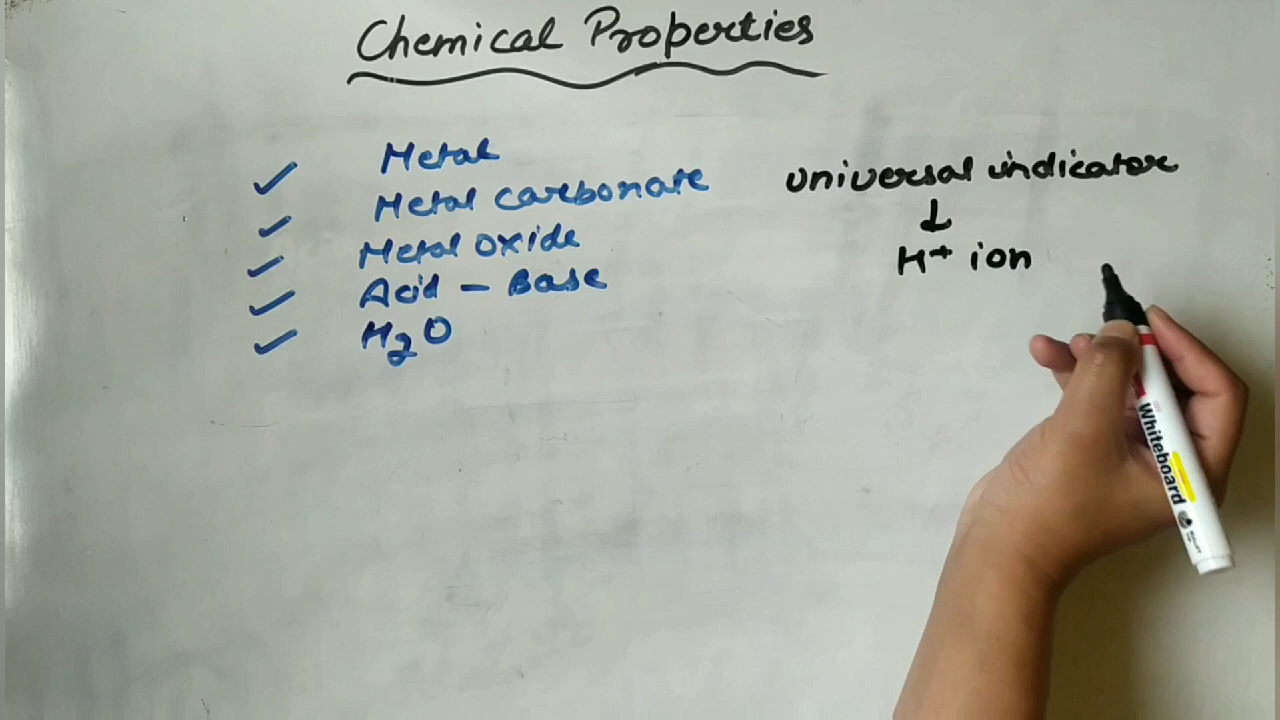 Chemical Properties
Metal
Metal carbonate
Metal oxide
Acid - Base
H2O
universal indicator
↓
H+ ion
Whiteboard